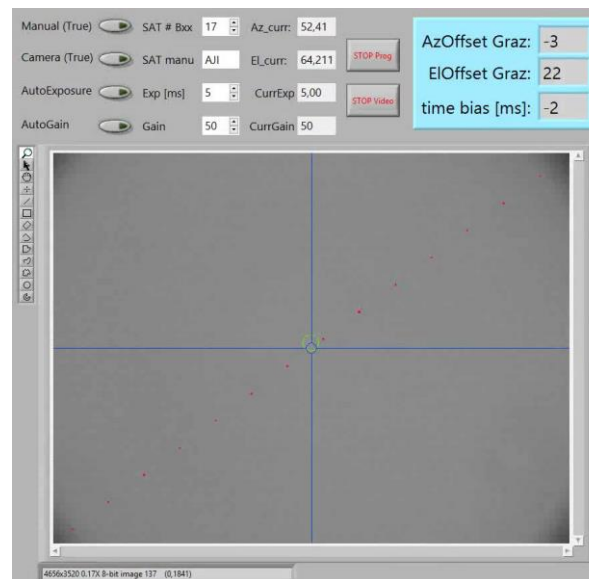 Manual (True) SAT # Bxx 17 Az_curr: 52,41
Camera (True) SAT manu AJI El_curr: 64,211 STOP Prog
AutoExposure Exp [ms] 5 CurrExp 5,00 STOP Video
AutoGain Gain 50 CurrGain 50
AzOffset Graz: -3
ElOffset Graz: 22
time bias [ms]: -2
4656x3520 0.17X 8-bit image 137 (0,1841)